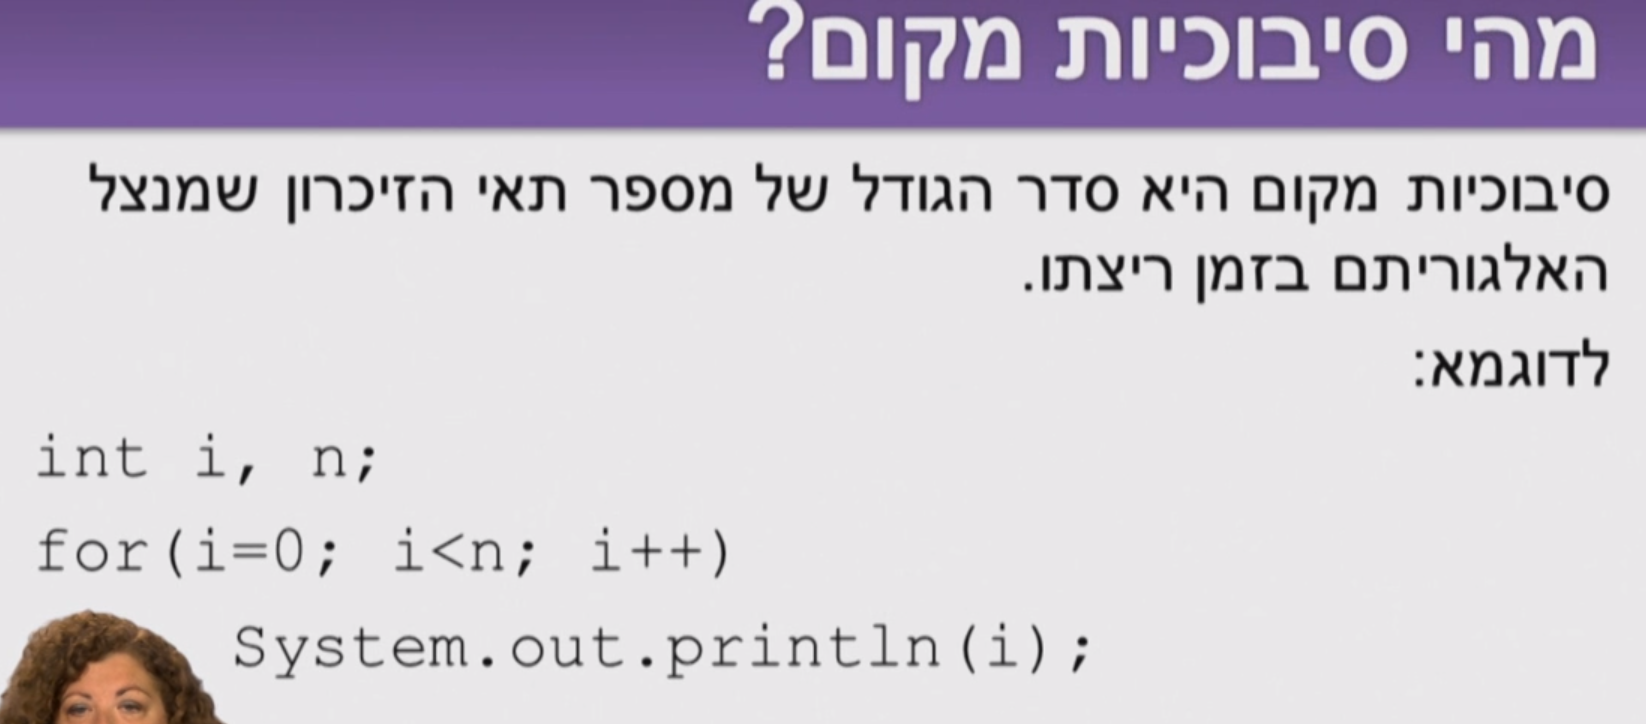 מהי סיבוכיות מקום?
סיבוכיות מקום היא סדר הגודל של מספר תאי הזיכרון שמנצל
האלגוריתם בזמן ריצתו.
לדוגמא:
int i, n;
for(i=0; i<n; i++)
System.out.println(i);